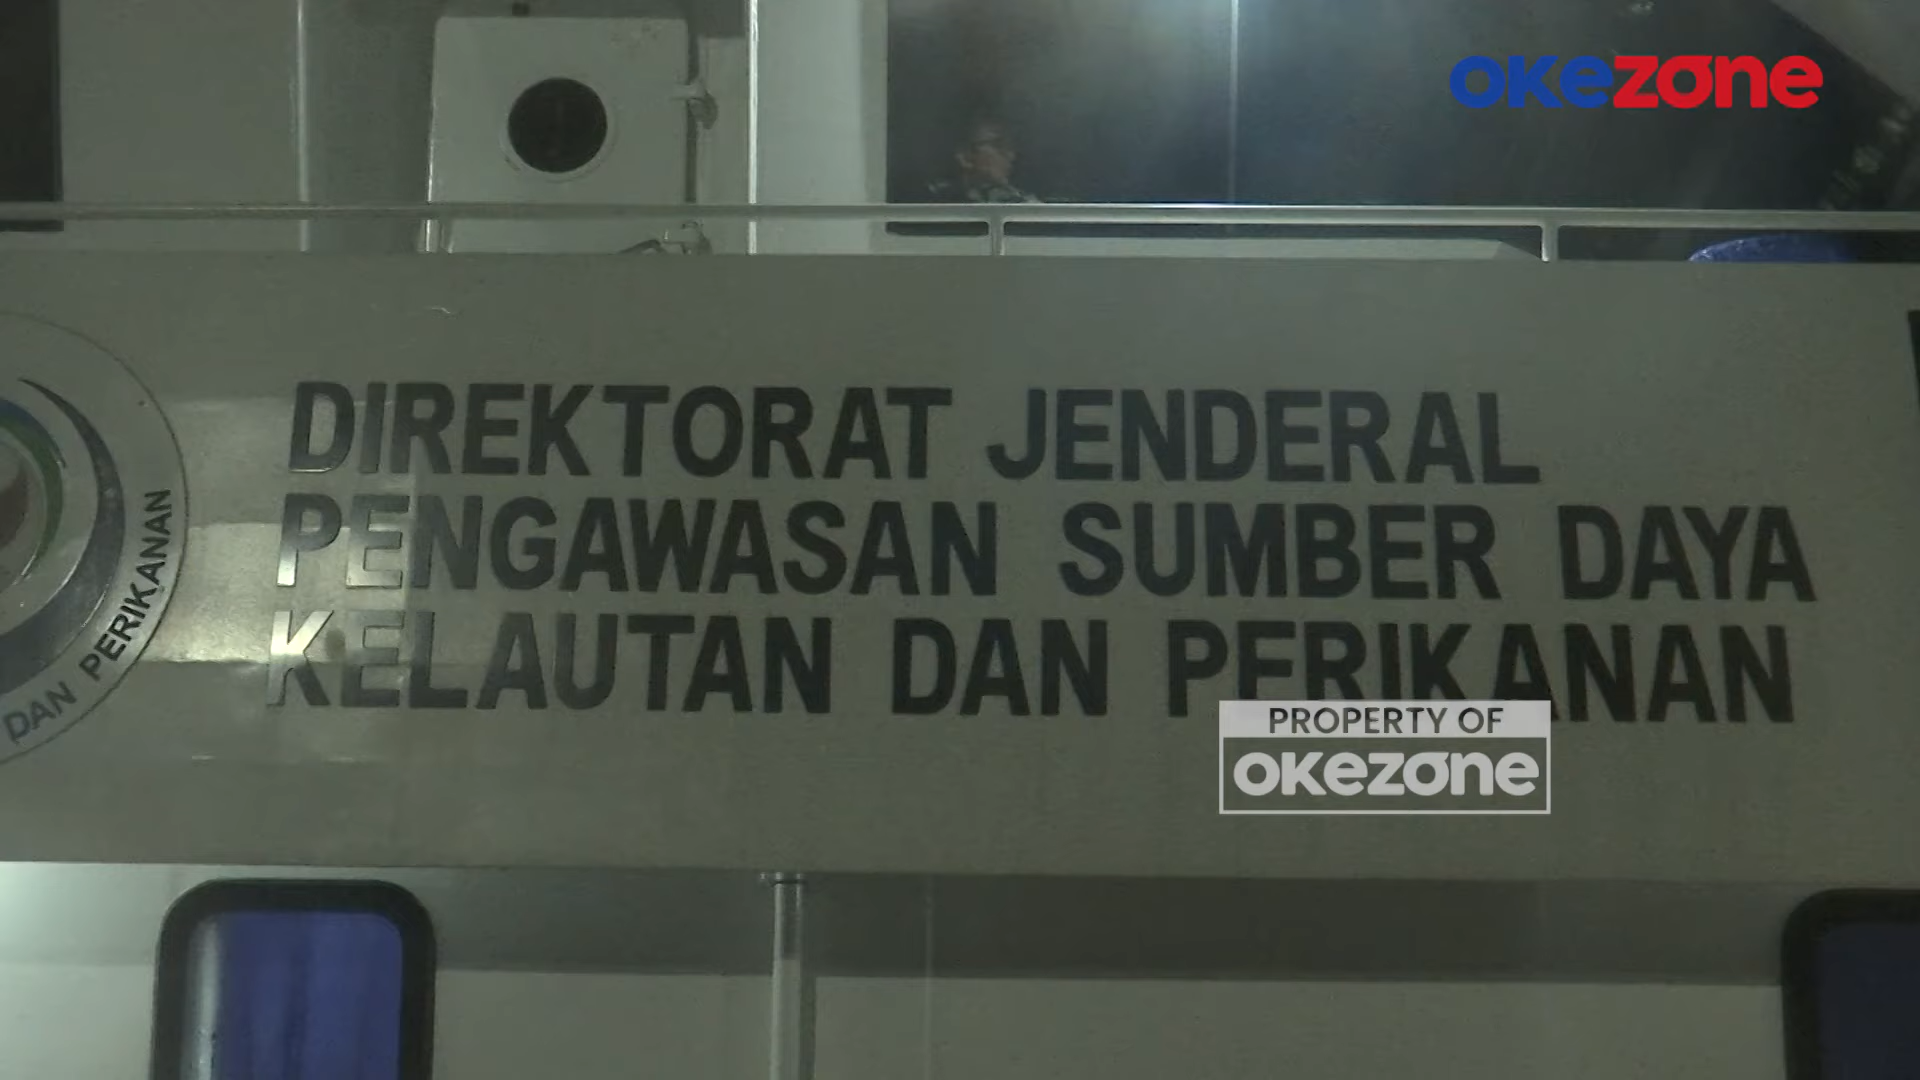 okezone
DIREKTORAT JENDERAL
PENGAWASAN SUMBER DAYA
KELAUTAN DAN PERIKANAN
DAN PERIKANAN
PROPERTY OF
okezone